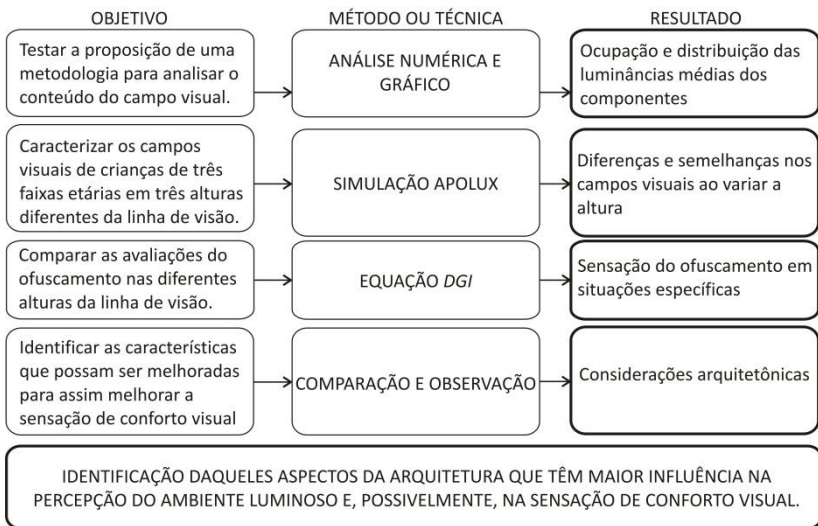 OBJETIVO
MÉTODO OU TÉCNICA
RESULTADO
Testar a proposição de uma
metodologia para analisar o
conteúdo do campo visual.
ANÁLISE NUMÉRICA E
GRÁFICO
Ocupação e distribuição das
luminâncias médias dos
componentes
Caracterizar os campos
visuais de crianças de três
faixas etárias em três alturas
diferentes da linha de visão.
SIMULAÇÃO APOLUX
Diferenças e semelhanças nos
campos visuais ao variar a
altura
Comparar as avaliações do
ofuscamento nas diferentes
alturas da linha de visão.
EQUAÇÃO DGI
Sensação do ofuscamento em
situações específicas
Identificar as características
que possam ser melhoradas
para assim melhorar a
sensação de conforto visual
COMPARAÇÃO E OBSERVAÇÃO
Considerações arquitetônicas
IDENTIFICAÇÃO DAQUELES ASPECTOS DA ARQUITETURA QUE TÊM MAIOR INFLUÊNCIA NA
PERCEPÇÃO DO AMBIENTE LUMINOSO E, POSSIVELMENTE, NA SENSAÇÃO DE CONFORTO VISUAL.